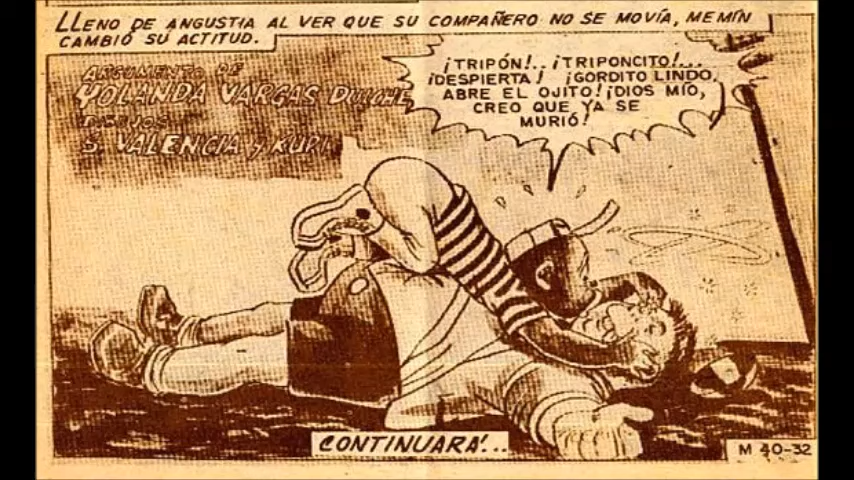 LLENO DE ANGUSTIA AL VER QUE SU COMPAÑERO NO SE MOVÍA, MEMÍN
CAMBIÓ SU ACTITUD.
ARGUMENTO DE
YOLANDA VARGAS DULCHE
DIBUJOS
S. VALENCIA y KURI
¡TRIPÓN!.. ¡TRIPONCITO!...
¡DESPIERTA! ¡GORDITO LINDO,
ABRE EL OJITO! ¡DIOS MÍO,
CREO QUE YA SE
MURIÓ!
CONTINUARA!...
M 40-32